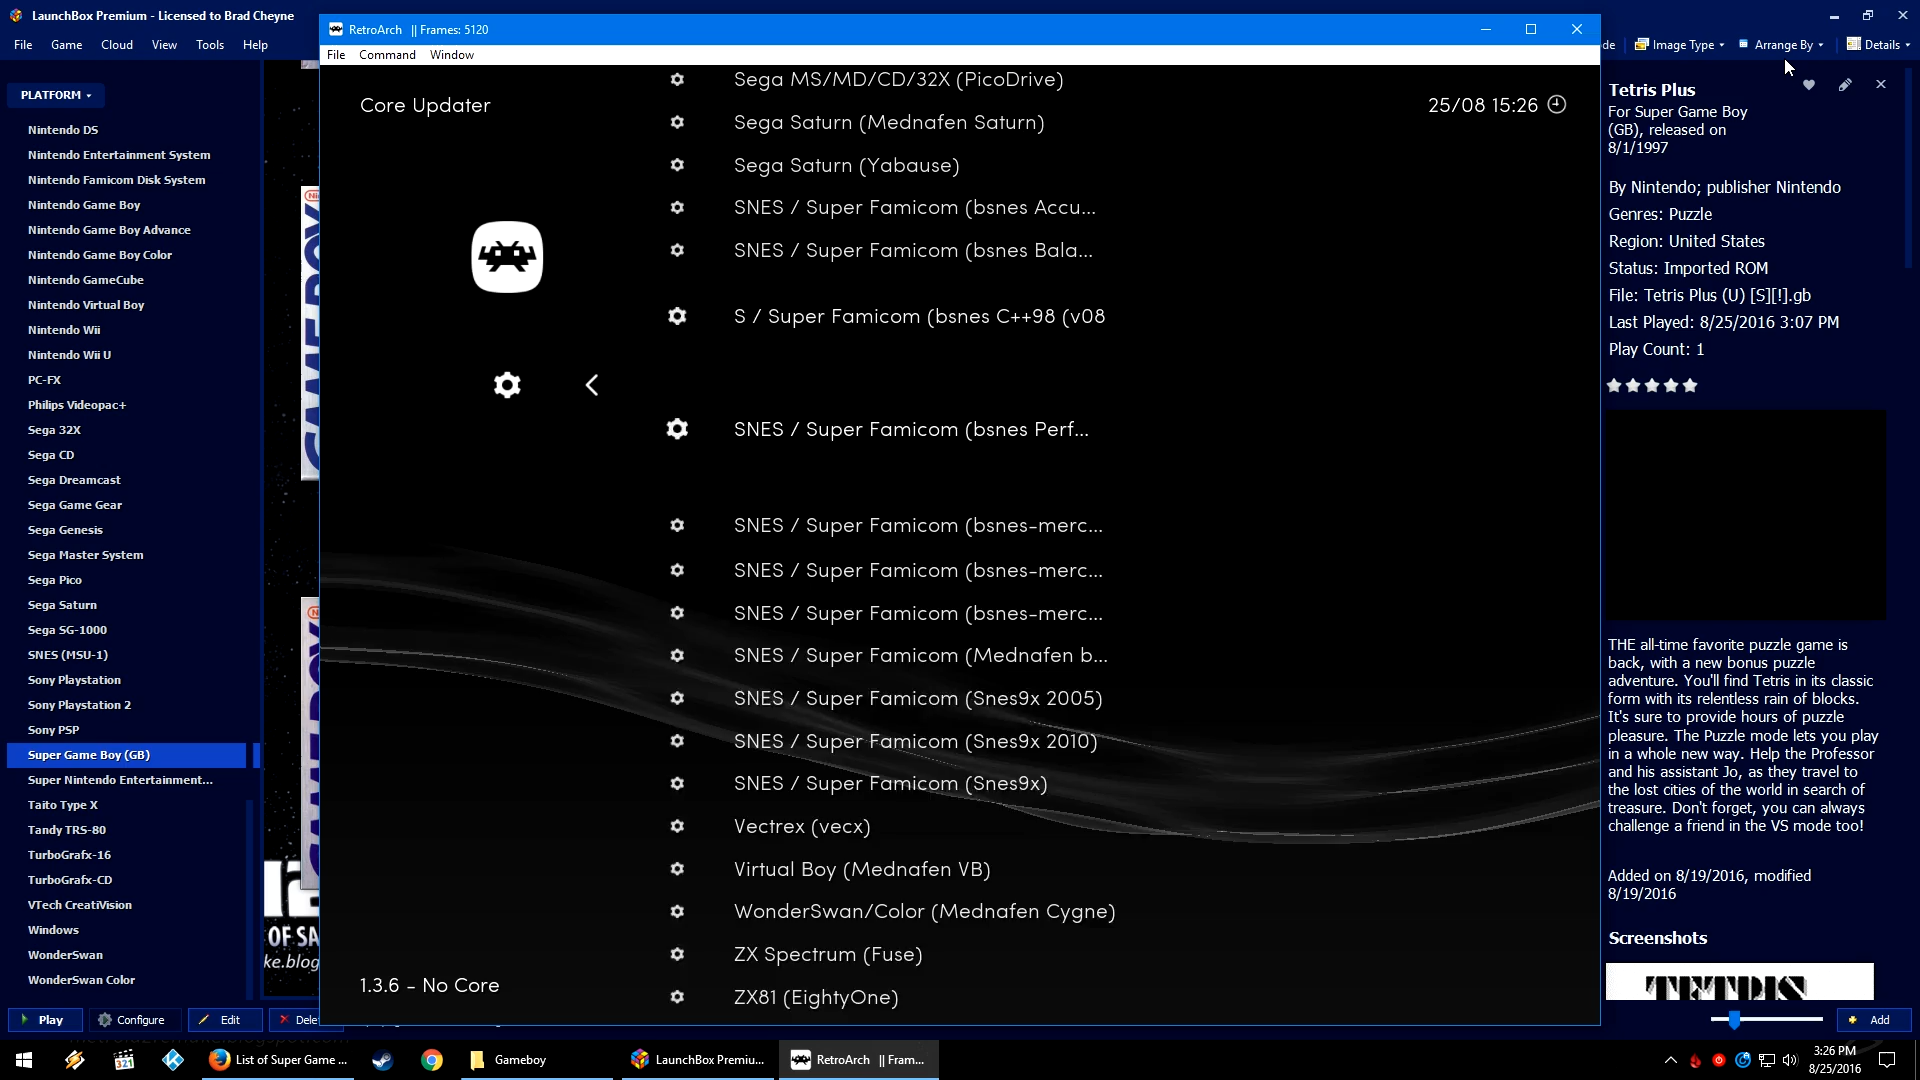 LaunchBox Premium - Licensed to Brad Cheyne
File Game Cloud View Tools Help
Image Type Arrange By Details
PLATFORM
Nintendo DS
Nintendo Entertainment System
Nintendo Famicom Disk System
Nintendo Game Boy
Nintendo Game Boy Advance
Nintendo Game Boy Color
Nintendo GameCube
Nintendo Virtual Boy
Nintendo Wii
Nintendo Wii U
PC-FX
Philips Videopac+
Sega 32X
Sega CD
Sega Dreamcast
Sega Game Gear
Sega Genesis
Sega Master System
Sega Pico
Sega Saturn
Sega SG-1000
SNES (MSU-1)
Sony Playstation
Sony Playstation 2
Sony PSP
Super Game Boy (GB)
Super Nintendo Entertainment...
Taito Type X
Tandy TRS-80
TurboGrafx-16
TurboGrafx-CD
VTech CreatiVision
Windows
WonderSwan
WonderSwan Color
Play Configure Edit
GAMEBOY
OF SA
ke.blog
RetroArch || Frames: 5120
File Command Window
Core Updater
25/08 15:26
Sega MS/MD/CD/32X (PicoDrive)
Sega Saturn (Mednafen Saturn)
Sega Saturn (Yabause)
SNES / Super Famicom (bsnes Accu...
SNES / Super Famicom (bsnes Bala...
S / Super Famicom (bsnes C++98 (v08
SNES / Super Famicom (bsnes Perf...
SNES / Super Famicom (bsnes-merc...
SNES / Super Famicom (bsnes-merc...
SNES / Super Famicom (bsnes-merc...
SNES / Super Famicom (Mednafen b...
SNES / Super Famicom (Snes9x 2005)
SNES / Super Famicom (Snes9x 2010)
SNES / Super Famicom (Snes9x)
Vectrex (vecx)
Virtual Boy (Mednafen VB)
WonderSwan/Color (Mednafen Cygne)
ZX Spectrum (Fuse)
ZX81 (EightyOne)
1.3.6 - No Core
Tetris Plus
For Super Game Boy
(GB), released on
8/1/1997
By Nintendo; publisher Nintendo
Genres: Puzzle
Region: United States
Status: Imported ROM
File: Tetris Plus (U) [S][!].gb
Last Played: 8/25/2016 3:07 PM
Play Count: 1
THE all-time favorite puzzle game is
back, with a new bonus puzzle
adventure. You'll find Tetris in its classic
form with its relentless rain of blocks.
It's sure to provide hours of puzzle
pleasure. The Puzzle mode lets you play
in a whole new way. Help the Professor
and his assistant Jo, as they travel to
the lost cities of the world in search of
treasure. Don't forget, you can always
challenge a friend in the VS mode too!
Added on 8/19/2016, modified
8/19/2016
Screenshots
TETRIS
Add
List of Super Game ...
Gameboy
LaunchBox Premiu...
RetroArch || Fram...
3:26 PM
8/25/2016